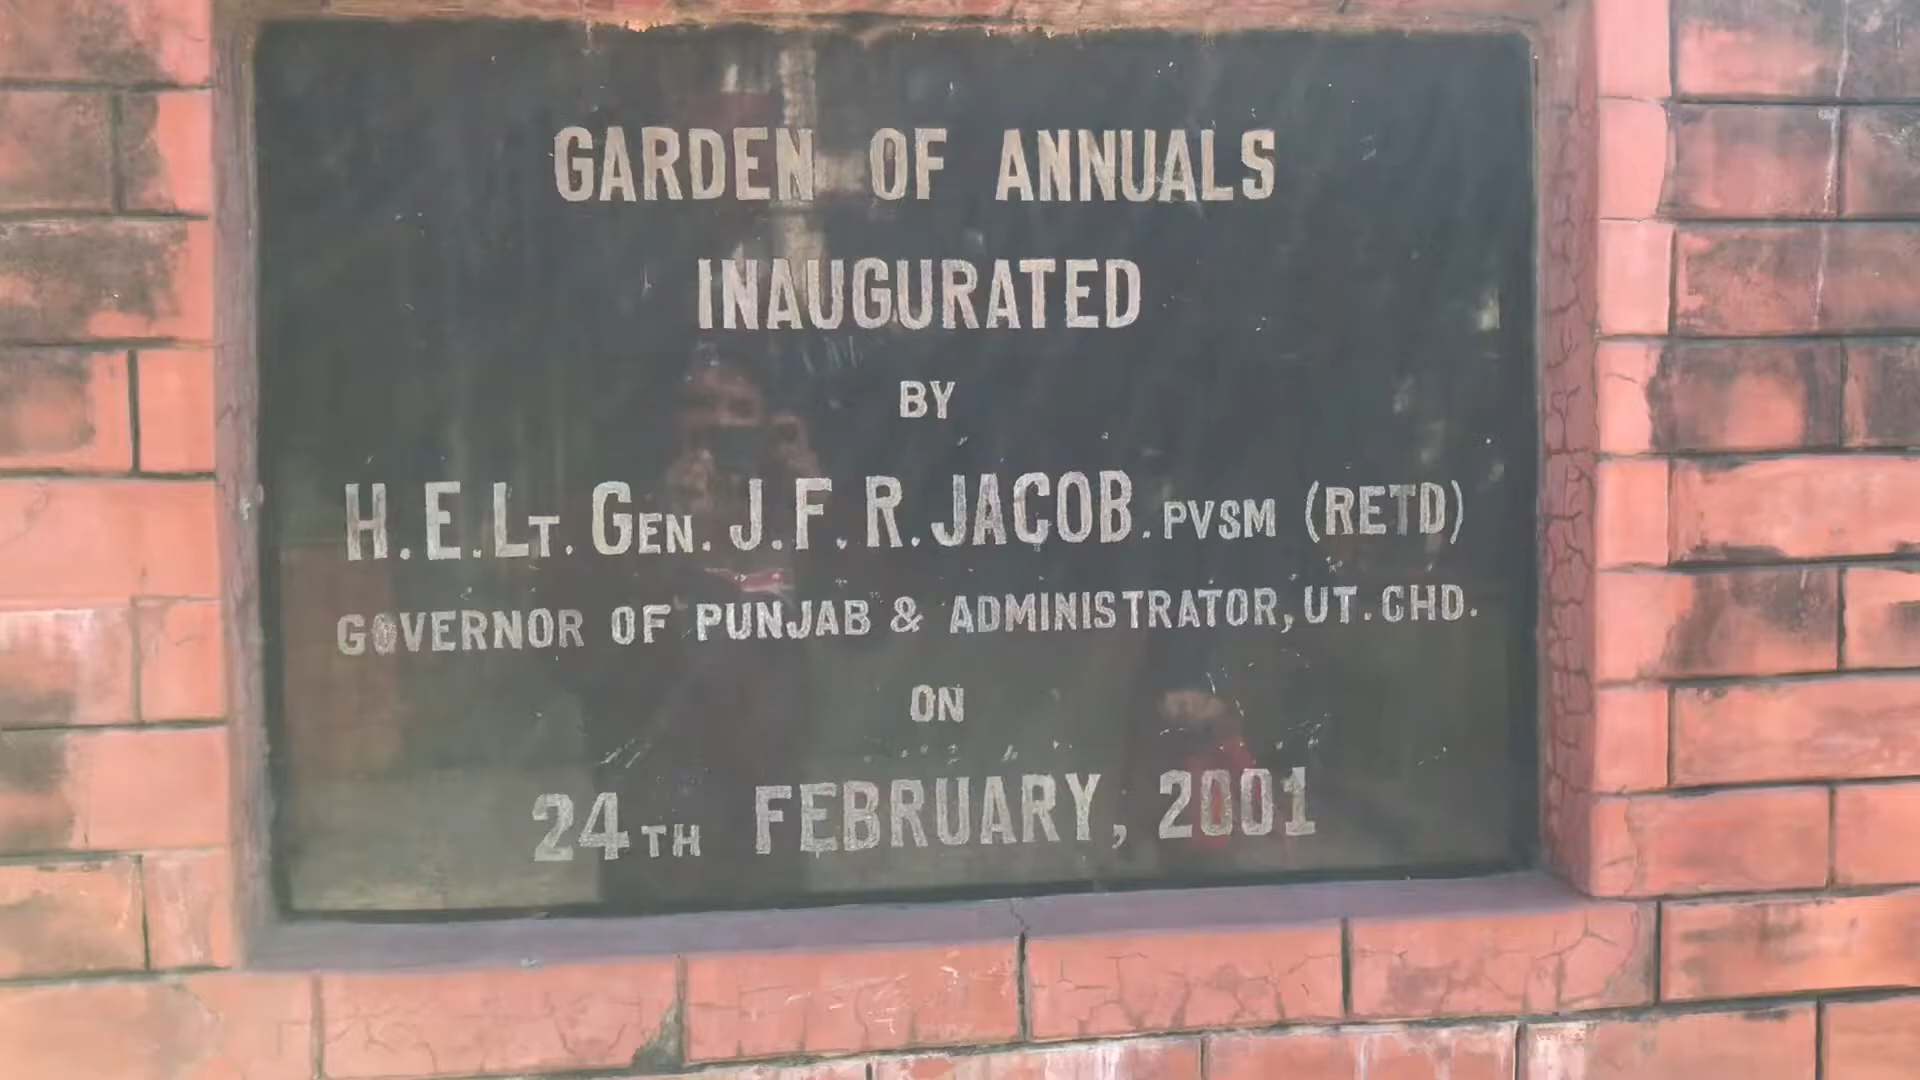 GARDEN OF ANNUALS
INAUGURATED
BY
H.E.LT. GEN. J.F.R.JACOB.PVSM (RETD)
GOVERNOR OF PUNJAB & ADMINISTRATOR, UT.CHD.
ON
24TH FEBRUARY, 2001